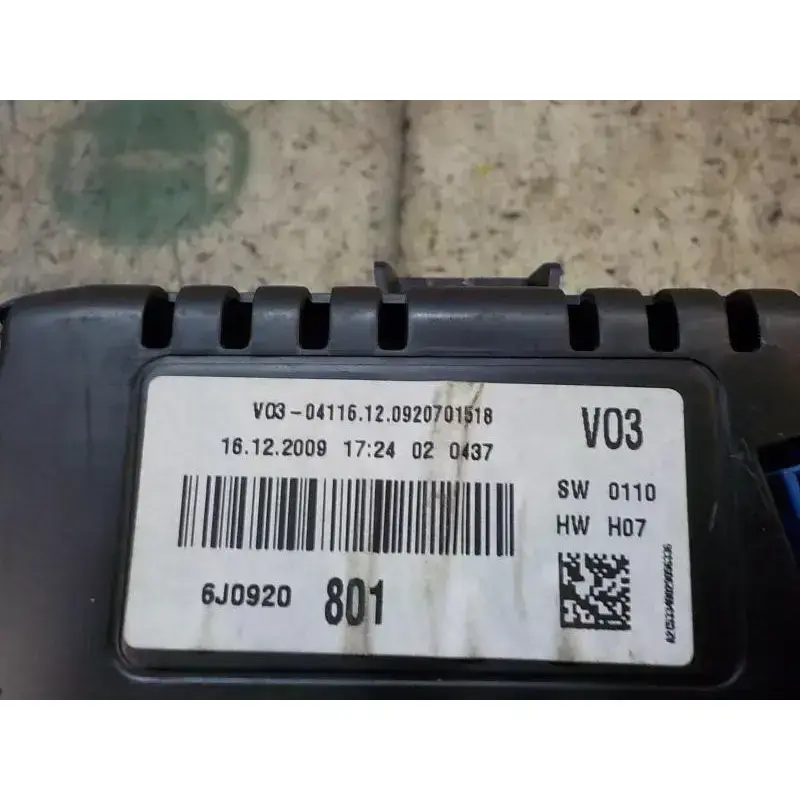 V03-04116.12.0920701518
V03
16.12.2009 17:24 02 0437
SW 0110
HW H07
6J0920 801